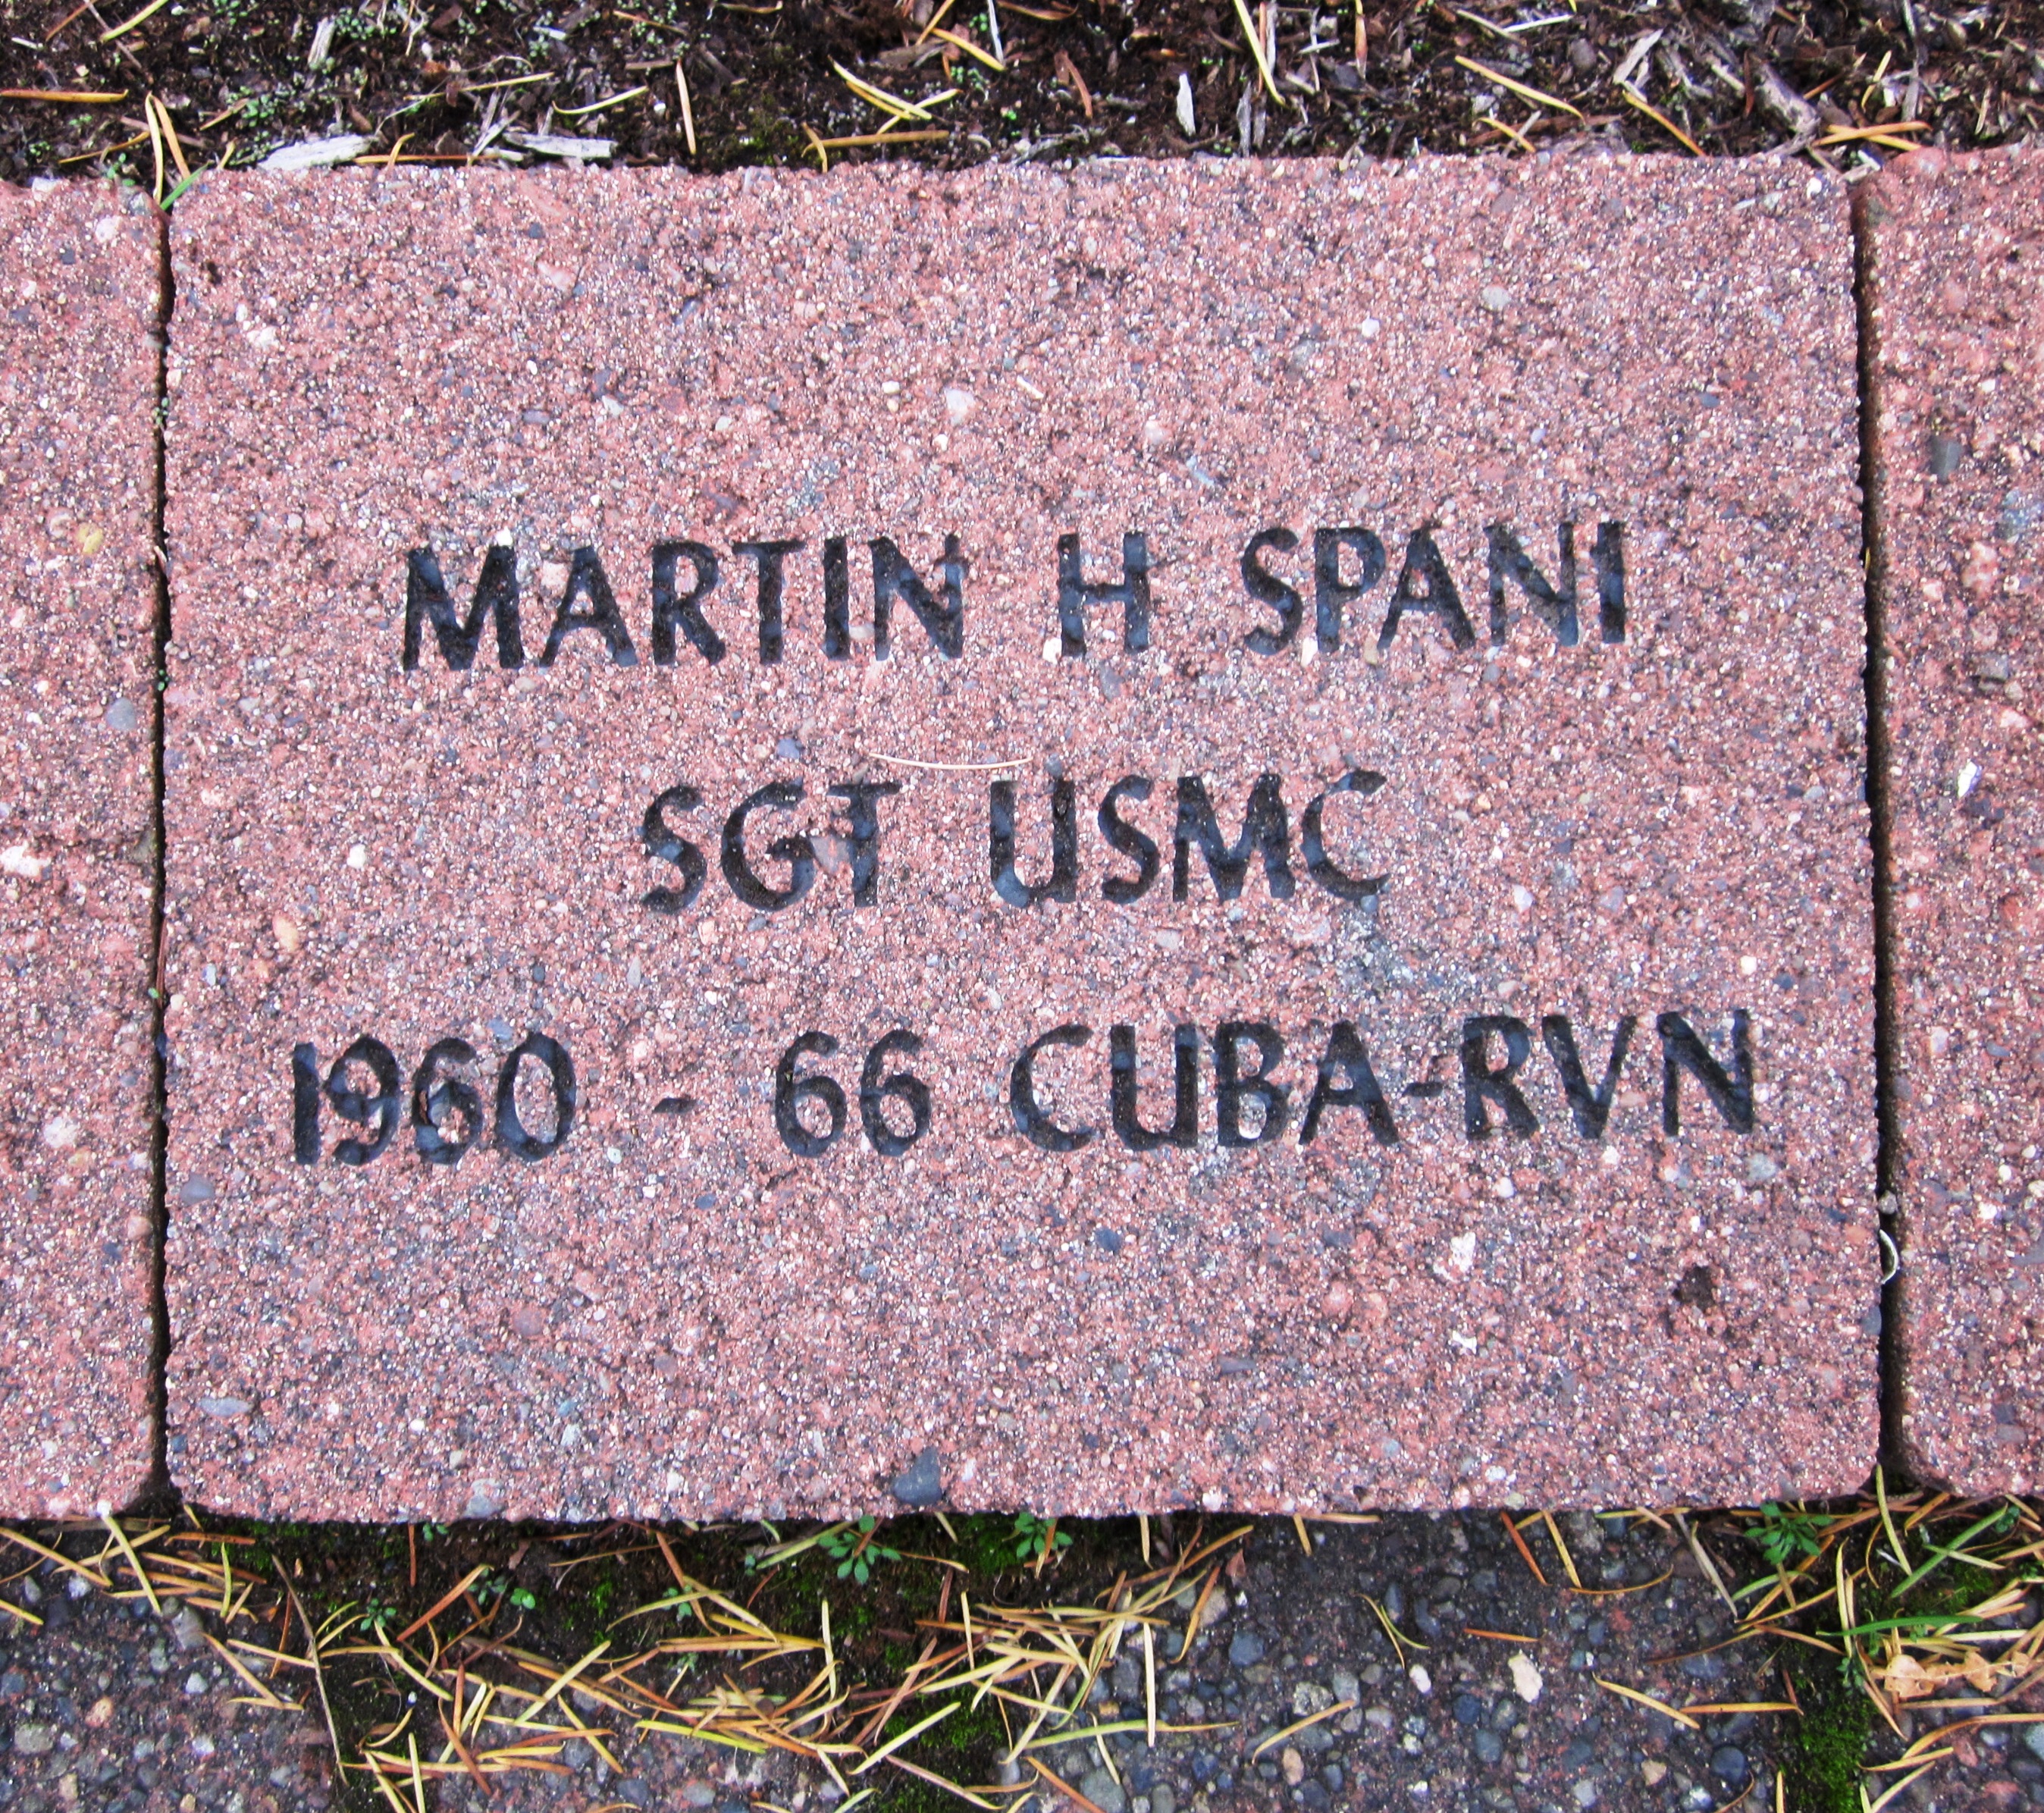 MARTIN H SPANI
SGT USMC
1960 - 66 CUBA-RVN